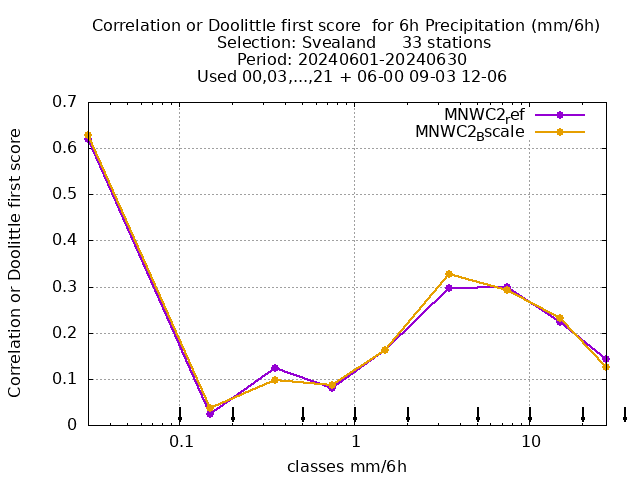 Correlation or Doolittle first score  for 6h Precipitation (mm/6h)
Selection: Svealand     33 stations
Period: 20240601-20240630
Used 00,03,...,21 + 06-00 09-03 12-06
MNWC2ref
MNWC2Bscale
0.7
0.6
0.5
0.4
0.3
0.2
0.1
0
Correlation or Doolittle first score
0.1 1 10
classes mm/6h